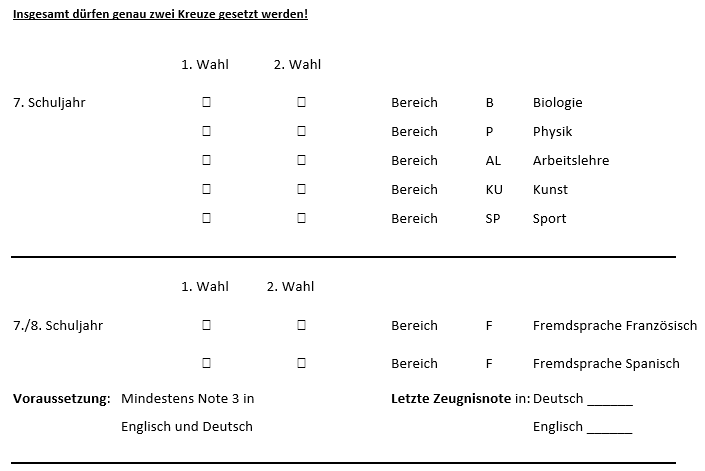 Insgesamt dürfen genau zwei Kreuze gesetzt werden!
1. Wahl 2. Wahl
7. Schuljahr ☐ ☐ Bereich B Biologie
☐ ☐ Bereich P Physik
☐ ☐ Bereich AL Arbeitslehre
☐ ☐ Bereich KU Kunst
☐ ☐ Bereich SP Sport
1. Wahl 2. Wahl
7./8. Schuljahr ☐ ☐ Bereich F Fremdsprache Französisch
☐ ☐ Bereich F Fremdsprache Spanisch
Voraussetzung: Mindestens Note 3 in Letzte Zeugnisnote in: Deutsch ______
Englisch und Deutsch Englisch ______